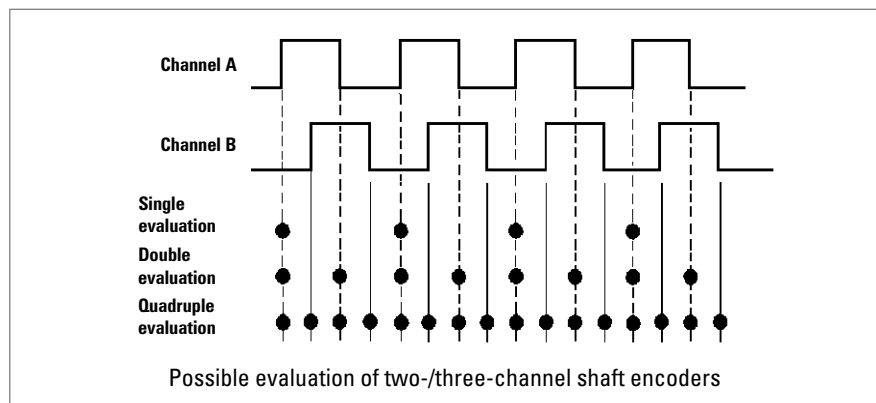 Channel A
Channel B
Single
evaluation
Double
evaluation
Quadruple
evaluation
Possible evaluation of two-/three-channel shaft encoders